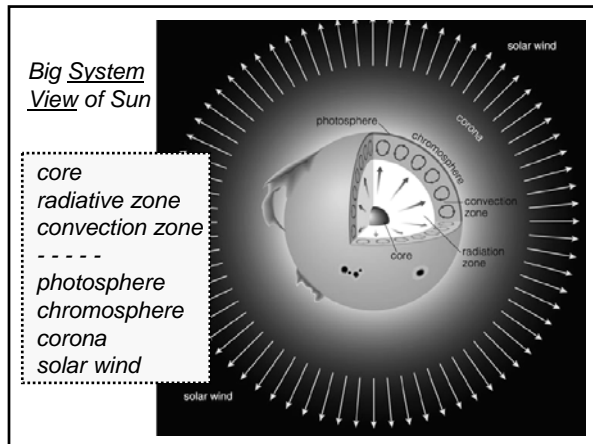 Big System
View of Sun
core
radiative zone
convection zone
- - - - -
photosphere
chromosphere
corona
solar wind
solar wind
photosphere
chromosphere
corona
convection
zone
radiation
zone
core
solar wind